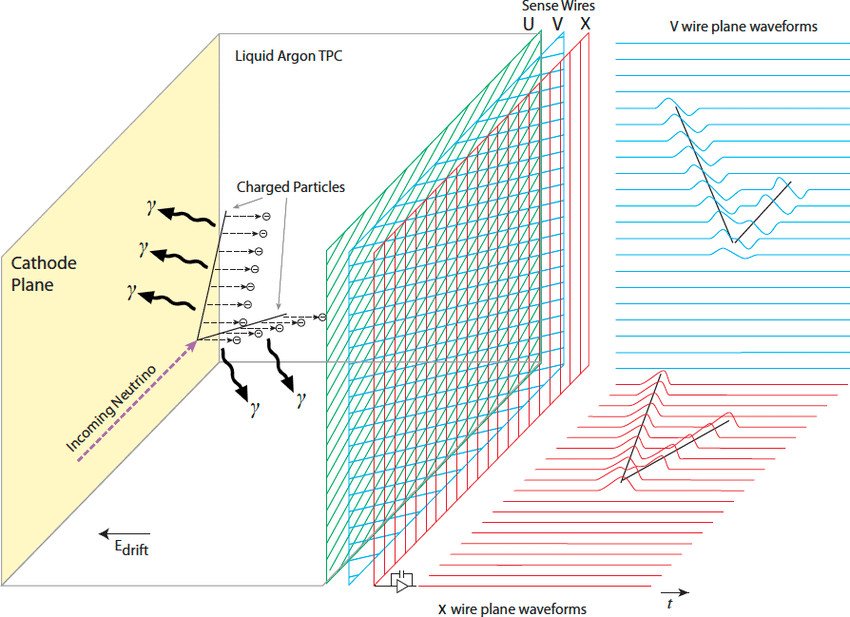 Sense Wires
U V X
V wire plane waveforms
Liquid Argon TPC
Charged Particles
γ
γ
γ
Cathode
Plane
Incoming Neutrino
γ
γ
Edrift
X wire plane waveforms
t